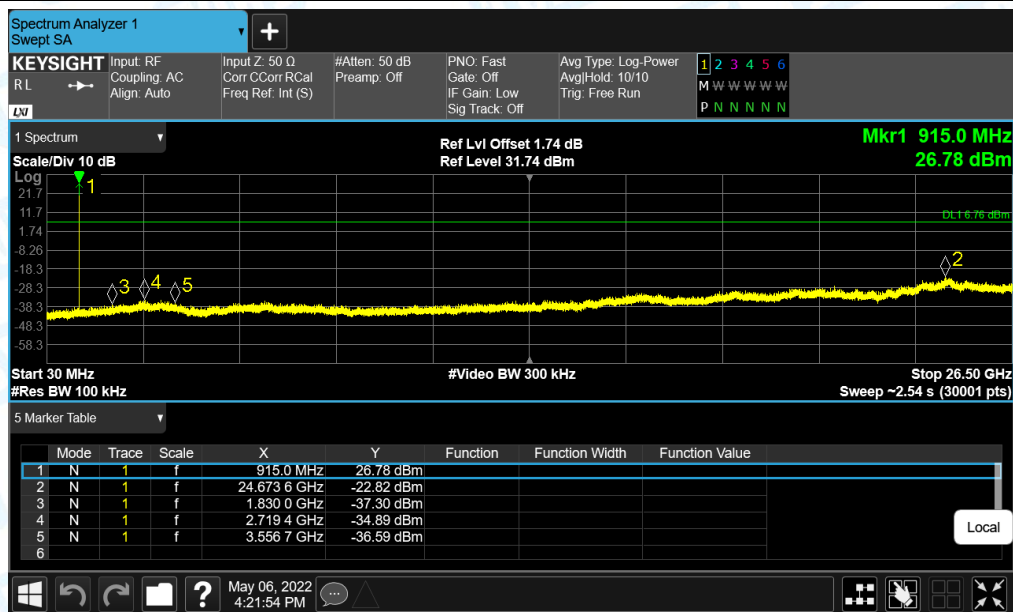 Spectrum Analyzer 1
Swept SA
+
KEYSIGHT
RL
LXI
Input: RF
Coupling: AC
Align: Auto
Input Z: 50 Ω
Corr CCorr RCal
Freq Ref: Int (S)
#Atten: 50 dB
Preamp: Off
PNO: Fast
Gate: Off
IF Gain: Low
Sig Track: Off
Avg Type: Log-Power
Avg|Hold: 10/10
Trig: Free Run
1 2 3 4 5 6
M W W W W W
P N N N N N
1 Spectrum
Scale/Div 10 dB
Ref Lvl Offset 1.74 dB
Ref Level 31.74 dBm
Mkr1 915.0 MHz
26.78 dBm
Log
21.7
11.7
1.74
-8.26
-18.3
-28.3
-38.3
-48.3
-58.3
1
DL1 6.76 dBm
2
3
4
5
Start 30 MHz
#Res BW 100 kHz
#Video BW 300 kHz
Stop 26.50 GHz
Sweep ~2.54 s (30001 pts)
5 Marker Table
Mode Trace Scale X Y Function Function Width Function Value
1 N 1 f 915.0 MHz 26.78 dBm
2 N 1 f 24.673 6 GHz -22.82 dBm
3 N 1 f 1.830 0 GHz -37.30 dBm
4 N 1 f 2.719 4 GHz -34.89 dBm
5 N 1 f 3.556 7 GHz -36.59 dBm
6
Local
?
May 06, 2022
4:21:54 PM